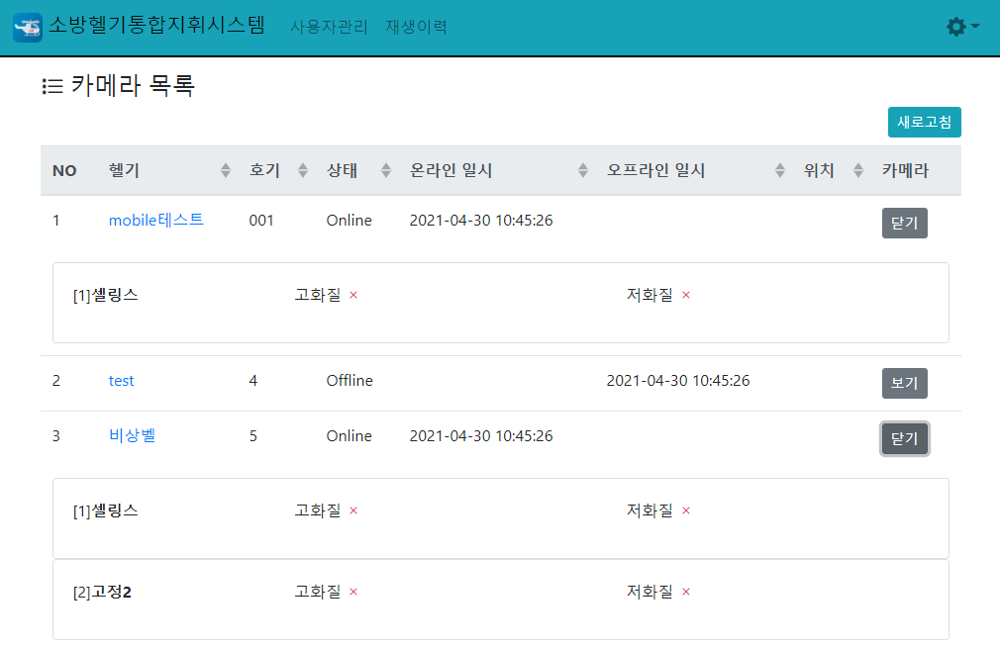 소방헬기통합지휘시스템 사용자관리 재생이력
카메라 목록
새로고침
NO 헬기 호기 상태 온라인 일시 오프라인 일시 위치 카메라
1 mobile테스트 001 Online 2021-04-30 10:45:26 닫기
[1]셀링스 고화질 × 저화질 ×
2 test 4 Offline 2021-04-30 10:45:26 보기
3 비상벨 5 Online 2021-04-30 10:45:26 닫기
[1]셀링스 고화질 × 저화질 ×
[2]고정2 고화질 × 저화질 ×